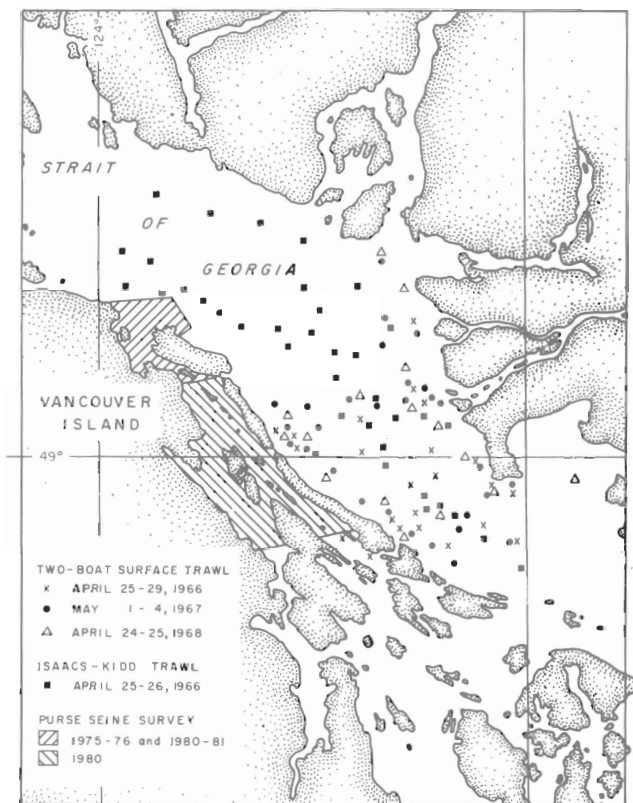 124°
STRAIT
OF
GEORGIA
VANCOUVER
ISLAND
49°
TWO-BOAT SURFACE TRAWL
x APRIL 25-29, 1966
● MAY 1-4, 1967
△ APRIL 24-25, 1968
ISAACS-KIDD TRAWL
■ APRIL 25-26, 1966
PURSE SEINE SURVEY
1975-76 and 1980-81
1980